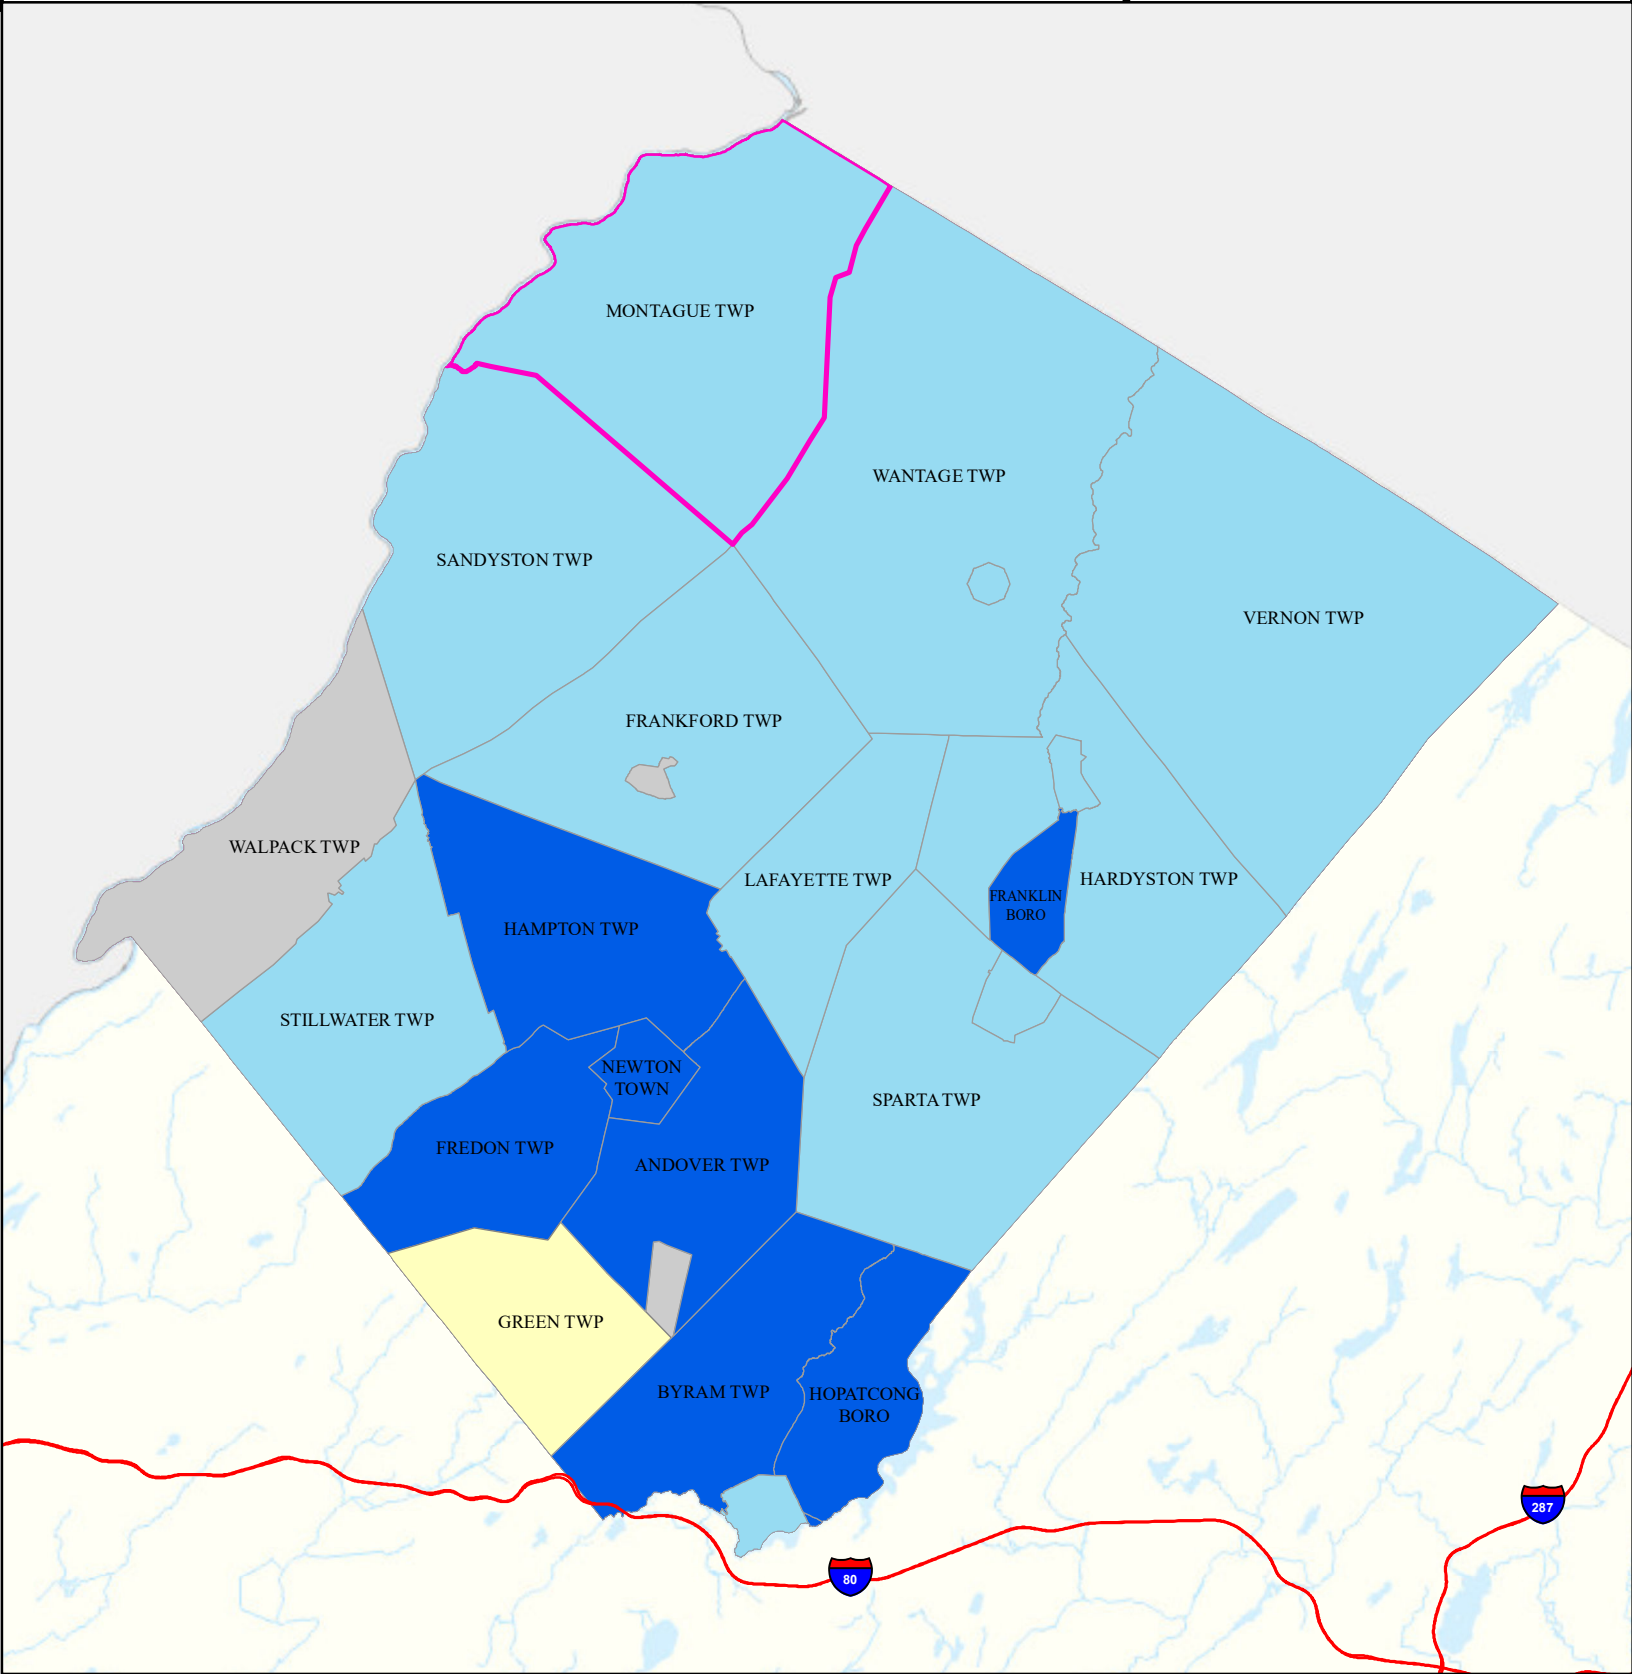 MONTAGUE TWP
WANTAGE TWP
SANDYSTON TWP
VERNON TWP
FRANKFORD TWP
WALPACK TWP
LAFAYETTE TWP
HARDYSTON TWP
FRANKLIN
BORO
HAMPTON TWP
STILLWATER TWP
NEWTON
TOWN
SPARTA TWP
FREDON TWP
ANDOVER TWP
GREEN TWP
BYRAM TWP
HOPATCONG
BORO
287
80